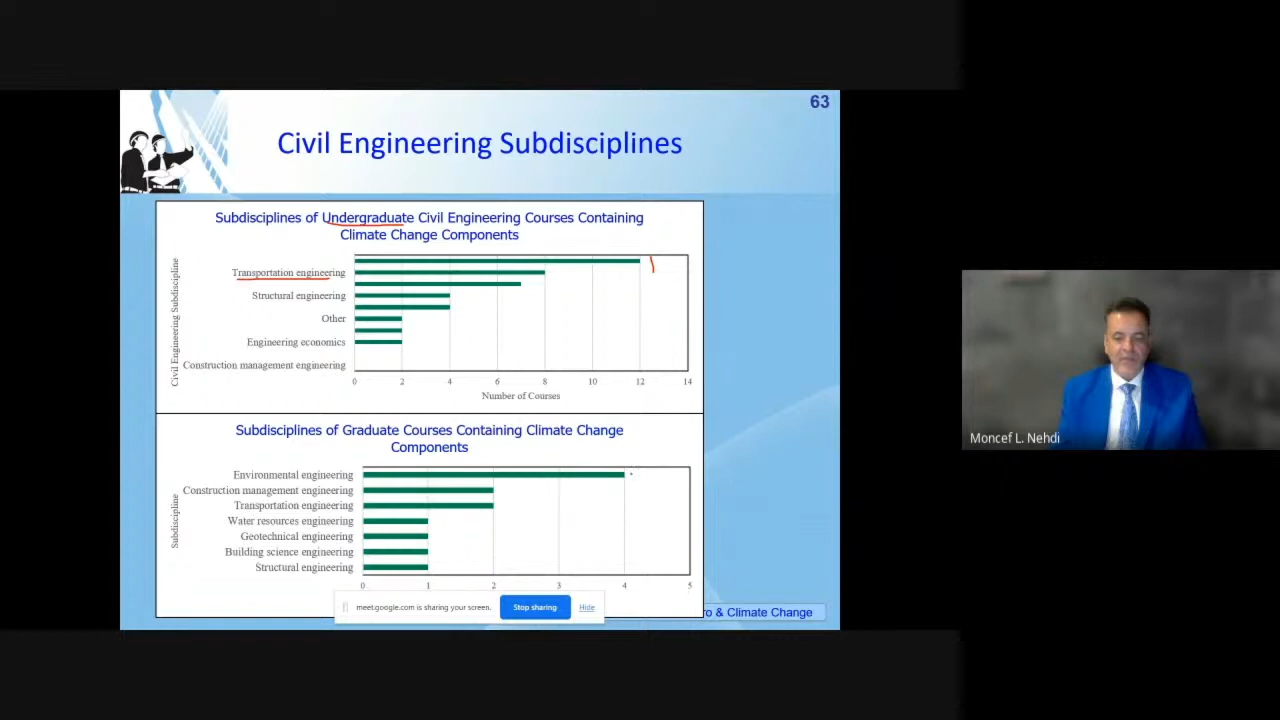 63
Civil Engineering Subdisciplines
Subdisciplines of Undergraduate Civil Engineering Courses Containing
Climate Change Components
Civil Engineering Subdiscipline
Transportation engineering
Structural engineering
Other
Engineering economics
Construction management engineering
0 2 4 6 8 10 12 14
Number of Courses
Subdisciplines of Graduate Courses Containing Climate Change
Components
Subdiscipline
Environmental engineering
Construction management engineering
Transportation engineering
Water resources engineering
Geotechnical engineering
Building science engineering
Structural engineering
0 1 2 3 4 5
meet.google.com is sharing your screen. Stop sharing Hide
ro & Climate Change
Moncef L. Nehdi